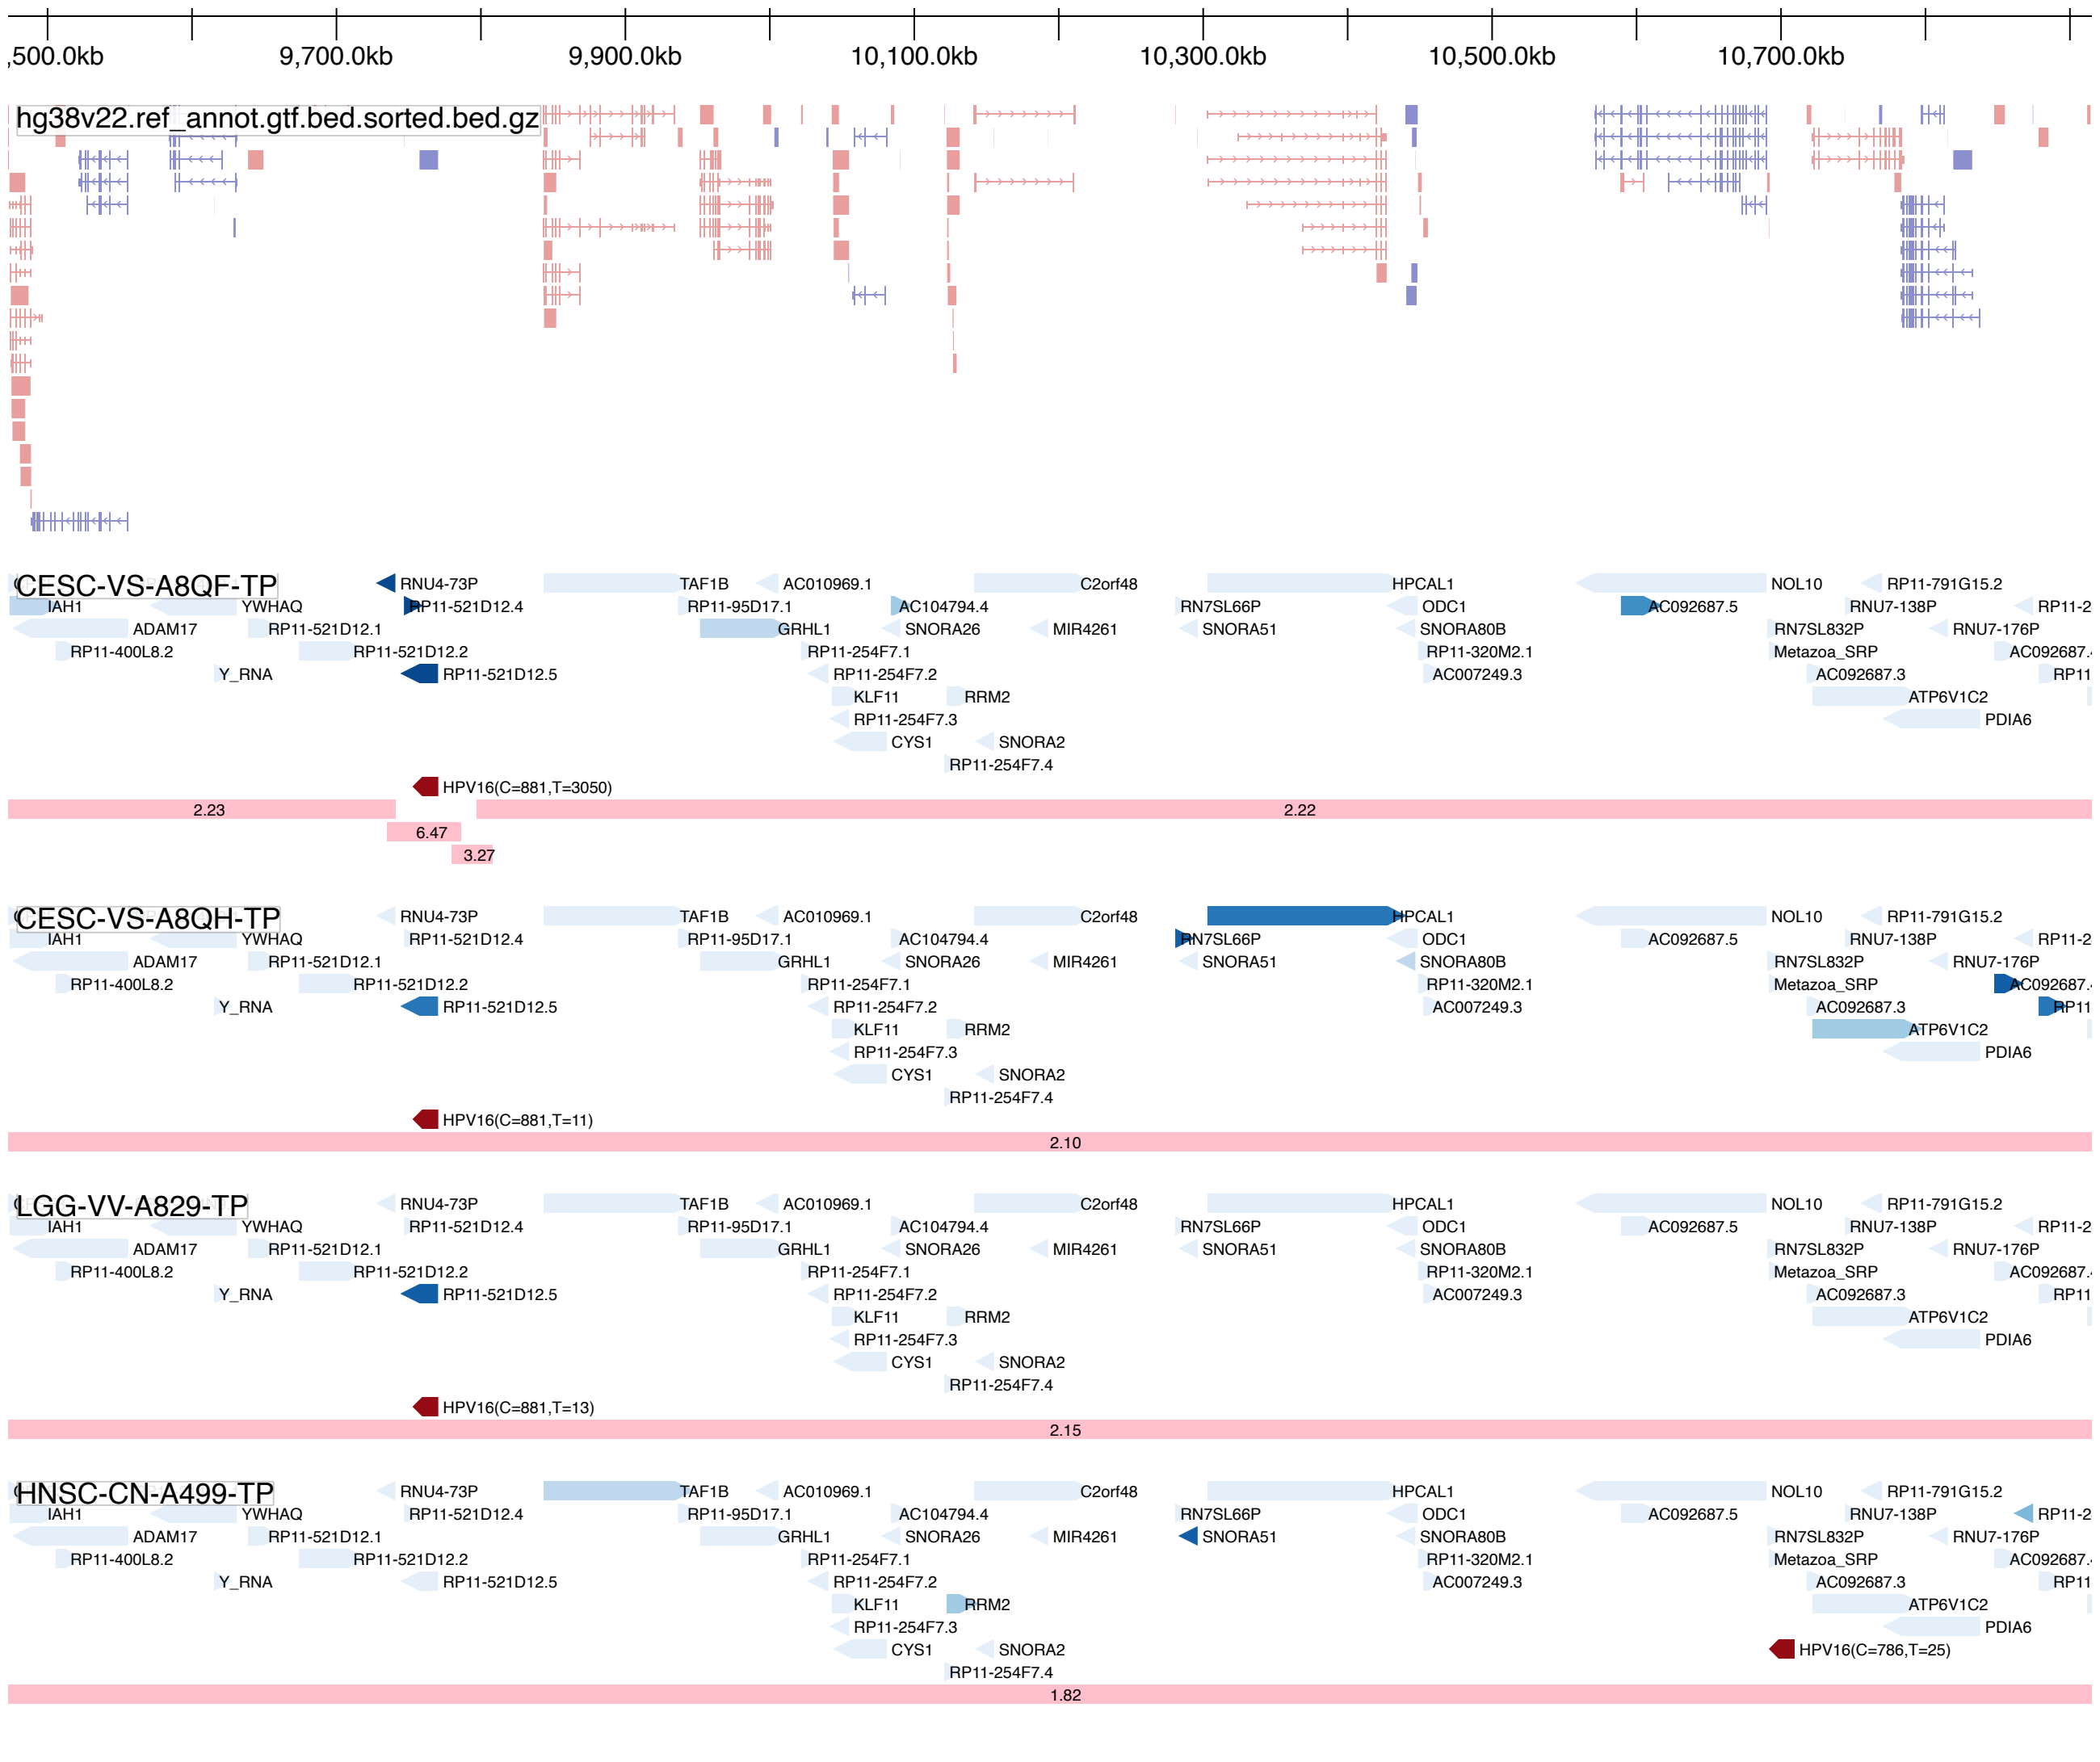 ,500.0kb 9,700.0kb 9,900.0kb 10,100.0kb 10,300.0kb 10,500.0kb 10,700.0kb
hg38v22.ref_annot.gtf.bed.sorted.bed.gz
CESC-VS-A8QF-TP RNU4-73P TAF1B AC010969.1 C2orf48 HPCAL1 NOL10 RP11-791G15.2
IAH1 YWHAQ RP11-521D12.4 RP11-95D17.1 AC104794.4 RN7SL66P ODC1 AC092687.5 RNU7-138P RP11-2
ADAM17 RP11-521D12.1 GRHL1 SNORA26 MIR4261 SNORA51 SNORA80B RN7SL832P RNU7-176P
RP11-400L8.2 RP11-521D12.2 RP11-254F7.1 RP11-320M2.1 Metazoa_SRP AC092687.
Y_RNA RP11-521D12.5 RP11-254F7.2 AC007249.3 AC092687.3 RP11
KLF11 RRM2 ATP6V1C2
RP11-254F7.3 PDIA6
CYS1 SNORA2
RP11-254F7.4
HPV16(C=881,T=3050)
2.23 2.22
6.47
3.27
CESC-VS-A8QH-TP RNU4-73P TAF1B AC010969.1 C2orf48 HPCAL1 NOL10 RP11-791G15.2
IAH1 YWHAQ RP11-521D12.4 RP11-95D17.1 AC104794.4 RN7SL66P ODC1 AC092687.5 RNU7-138P RP11-2
ADAM17 RP11-521D12.1 GRHL1 SNORA26 MIR4261 SNORA51 SNORA80B RN7SL832P RNU7-176P
RP11-400L8.2 RP11-521D12.2 RP11-254F7.1 RP11-320M2.1 Metazoa_SRP AC092687.
Y_RNA RP11-521D12.5 RP11-254F7.2 AC007249.3 AC092687.3 RP11
KLF11 RRM2 ATP6V1C2
RP11-254F7.3 PDIA6
CYS1 SNORA2
RP11-254F7.4
HPV16(C=881,T=11)
2.10
LGG-VV-A829-TP RNU4-73P TAF1B AC010969.1 C2orf48 HPCAL1 NOL10 RP11-791G15.2
IAH1 YWHAQ RP11-521D12.4 RP11-95D17.1 AC104794.4 RN7SL66P ODC1 AC092687.5 RNU7-138P RP11-2
ADAM17 RP11-521D12.1 GRHL1 SNORA26 MIR4261 SNORA51 SNORA80B RN7SL832P RNU7-176P
RP11-400L8.2 RP11-521D12.2 RP11-254F7.1 RP11-320M2.1 Metazoa_SRP AC092687.
Y_RNA RP11-521D12.5 RP11-254F7.2 AC007249.3 AC092687.3 RP11
KLF11 RRM2 ATP6V1C2
RP11-254F7.3 PDIA6
CYS1 SNORA2
RP11-254F7.4
HPV16(C=881,T=13)
2.15
HNSC-CN-A499-TP RNU4-73P TAF1B AC010969.1 C2orf48 HPCAL1 NOL10 RP11-791G15.2
IAH1 YWHAQ RP11-521D12.4 RP11-95D17.1 AC104794.4 RN7SL66P ODC1 AC092687.5 RNU7-138P RP11-2
ADAM17 RP11-521D12.1 GRHL1 SNORA26 MIR4261 SNORA51 SNORA80B RN7SL832P RNU7-176P
RP11-400L8.2 RP11-521D12.2 RP11-254F7.1 RP11-320M2.1 Metazoa_SRP AC092687.
Y_RNA RP11-521D12.5 RP11-254F7.2 AC007249.3 AC092687.3 RP11
KLF11 RRM2 ATP6V1C2
RP11-254F7.3 PDIA6
CYS1 SNORA2 HPV16(C=786,T=25)
RP11-254F7.4
1.82